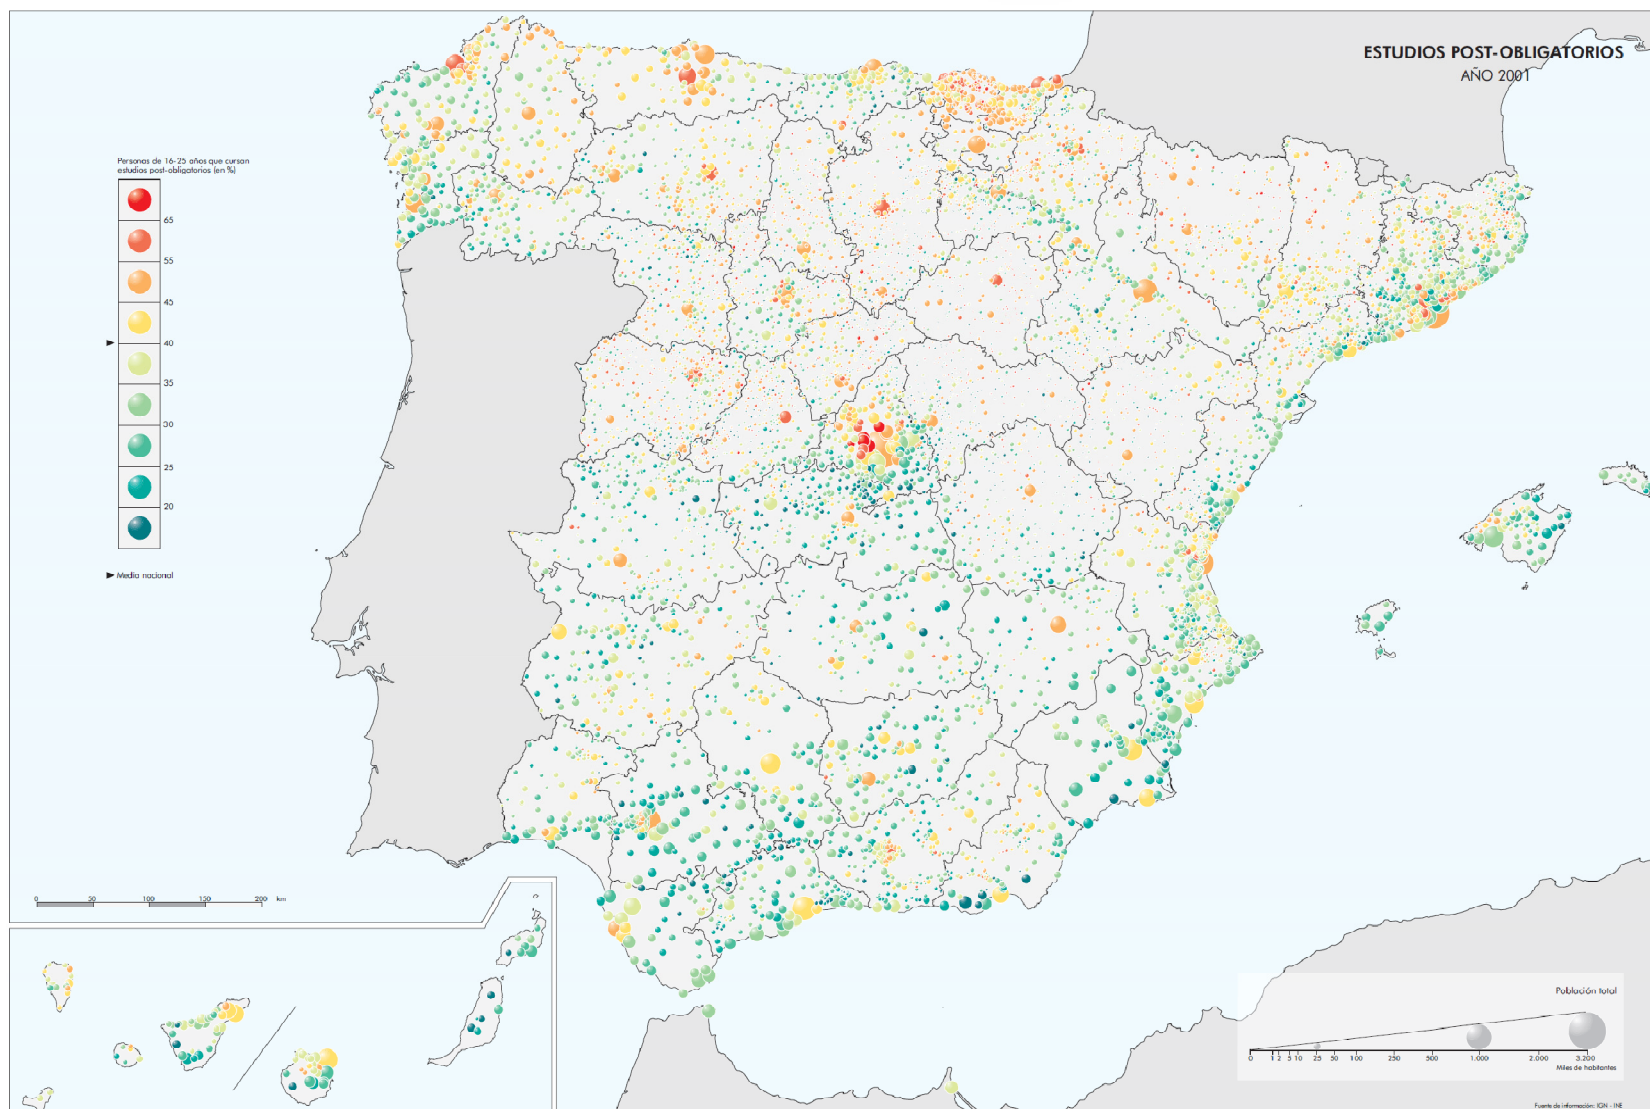 ESTUDIOS POST-OBLIGATORIOS
AÑO 2001
Personas de 16-25 años que cursan
estudios post-obligatorios (en %)
65
55
45
40
35
30
25
20
Media nacional
0 50 100 150 200 km
Población total
0 1 2 5 10 25 50 100 250 500 1.000 2.000 3.200
Miles de habitantes
Fuente de información: IGN - INE